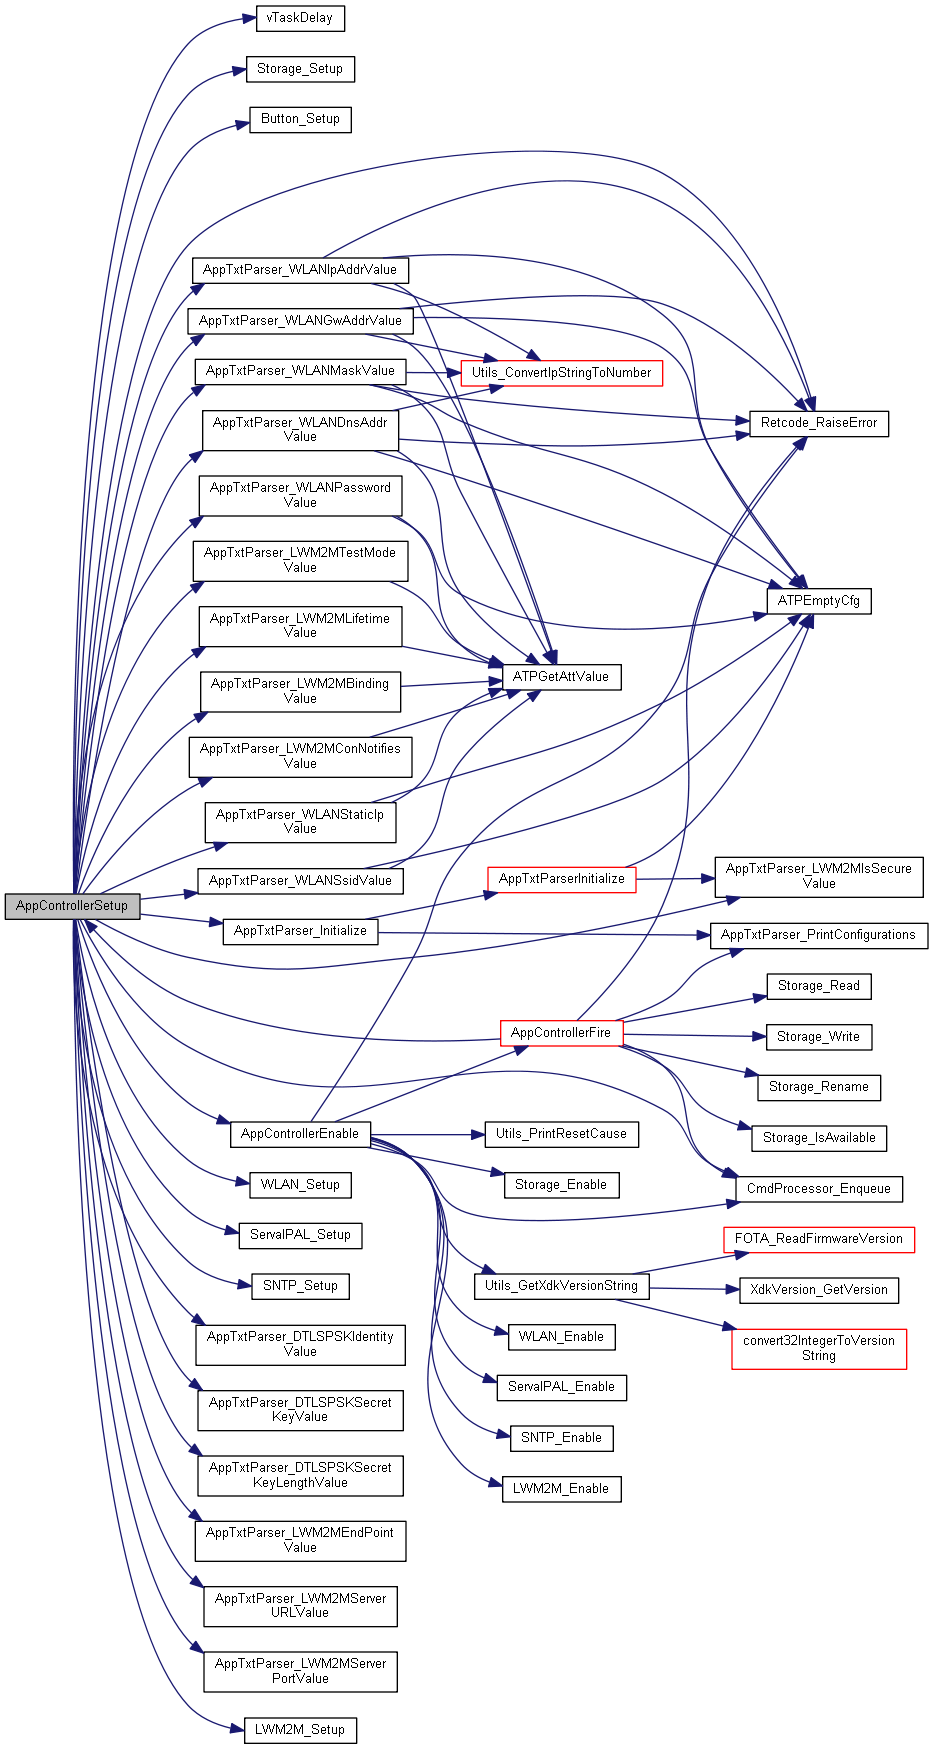 vTaskDelay
Storage_Setup
Button_Setup
AppTxtParser_WLANIpAddrValue
AppTxtParser_WLANGwAddrValue
AppTxtParser_WLANMaskValue
Utils_ConvertIpStringToNumber
AppTxtParser_WLANDnsAddr
Value
Retcode_RaiseError
AppTxtParser_WLANPassword
Value
AppTxtParser_LWM2MTestMode
Value
ATPEmptyCfg
AppTxtParser_LWM2MLifetime
Value
ATPGetAttValue
AppTxtParser_LWM2MBinding
Value
AppTxtParser_LWM2MConNotifies
Value
AppTxtParser_WLANStaticIp
Value
AppTxtParser_WLANSsidValue
AppTxtParserInitialize
AppTxtParser_LWM2MIsSecure
Value
AppControllerSetup
AppTxtParser_Initialize
AppTxtParser_PrintConfigurations
Storage_Read
AppControllerFire
Storage_Write
Storage_Rename
AppControllerEnable
Utils_PrintResetCause
Storage_IsAvailable
WLAN_Setup
Storage_Enable
CmdProcessor_Enqueue
ServalPAL_Setup
FOTA_ReadFirmwareVersion
SNTP_Setup
Utils_GetXdkVersionString
XdkVersion_GetVersion
AppTxtParser_DTLSPSKIdentity
Value
WLAN_Enable
convert32IntegerToVersion
String
ServalPAL_Enable
AppTxtParser_DTLSPSKSecret
KeyValue
SNTP_Enable
AppTxtParser_DTLSPSKSecret
KeyLengthValue
LWM2M_Enable
AppTxtParser_LWM2MEndPoint
Value
AppTxtParser_LWM2MServer
URLValue
AppTxtParser_LWM2MServer
PortValue
LWM2M_Setup